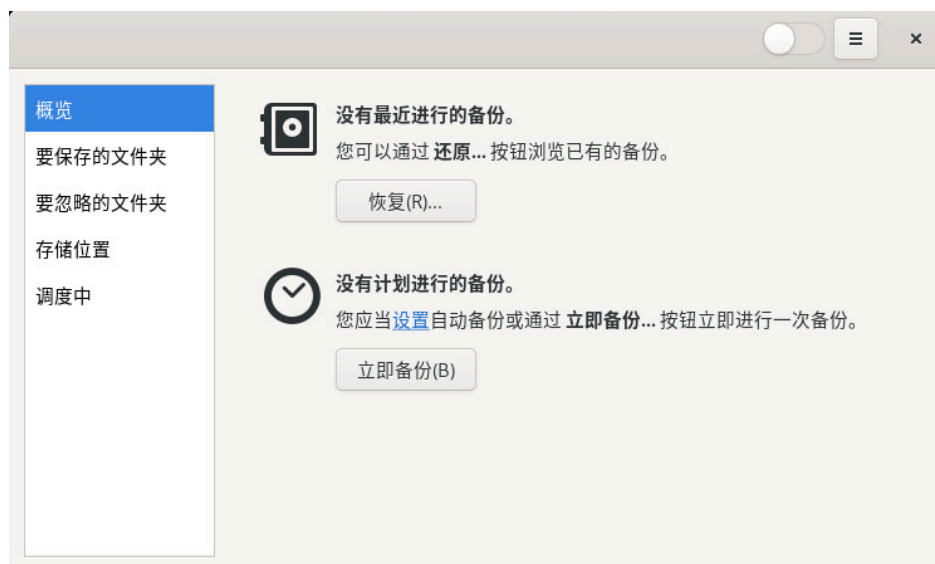 概览
要保存的文件夹
要忽略的文件夹
存储位置
调度中
没有最近进行的备份。
您可以通过 还原... 按钮浏览已有的备份。
恢复(R)...
没有计划进行的备份。
您应当设置自动备份或通过 立即备份... 按钮立即进行一次备份。
立即备份(B)